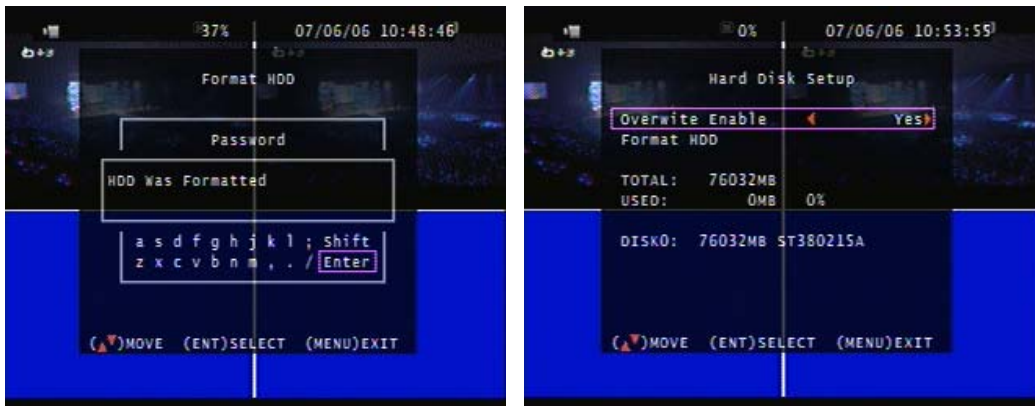 37% 07/06/06 10:48:46
Format HDD
Password
HDD Was Formatted
a s d f g h j k l ; Shift
z x c v b n m , . / Enter
( )MOVE (ENT)SELECT (MENU)EXIT
0% 07/06/06 10:53:55
Hard Disk Setup
Overwite Enable Yes
Format HDD
TOTAL: 76032MB
USED: 0MB 0%
DISK0: 76032MB ST380215A
( )MOVE (ENT)SELECT (MENU)EXIT